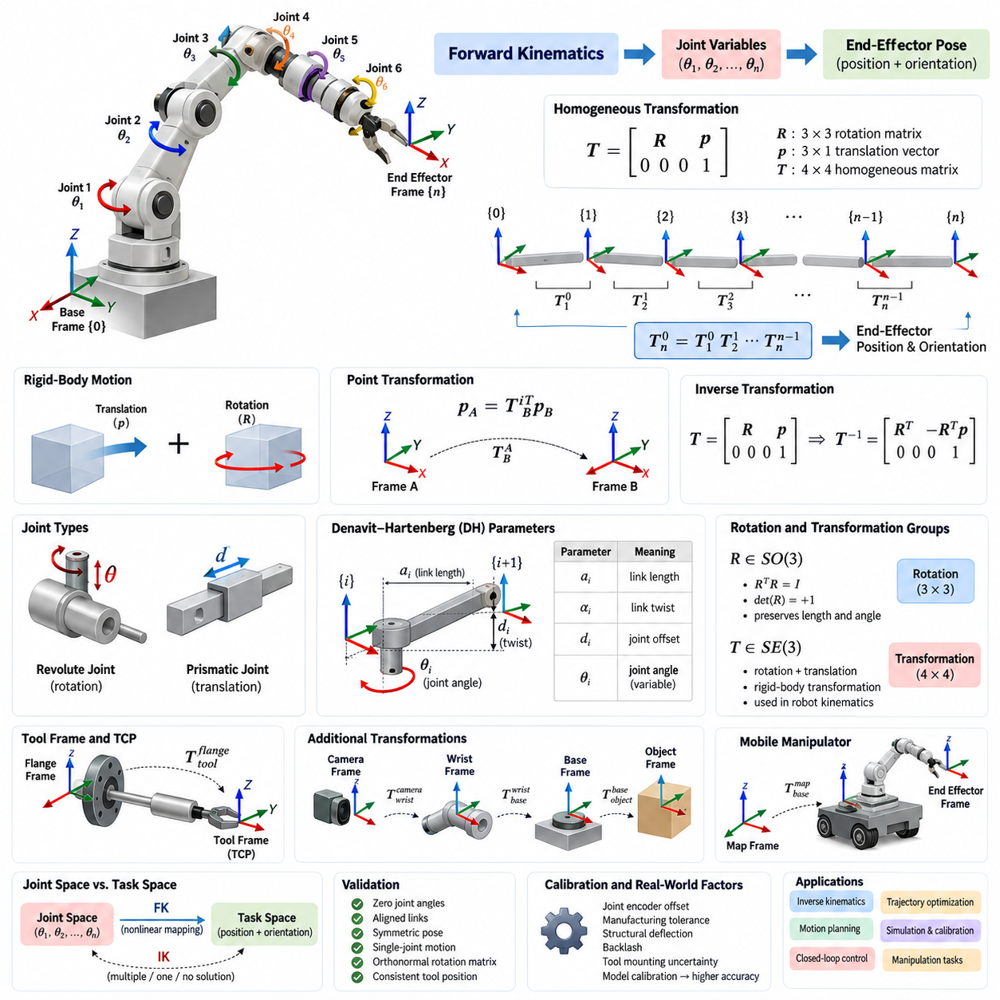 Joint 4
θ4
Joint 3
θ3
Joint 5
θ5
Joint 6
θ6
Joint 2
θ2
Joint 1
θ1
Z
Y
X
End Effector
Frame {n}
Z
X
Y
Base
Frame {0}
Forward Kinematics
Joint Variables
(θ1, θ2, ..., θn)
End-Effector Pose
(position + orientation)
Homogeneous Transformation
T = [ R p
0 0 0 1 ]
R : 3 × 3 rotation matrix
p : 3 × 1 translation vector
T : 4 × 4 homogeneous matrix
{0} {1} {2} {3} ··· {n−1} {n}
T_1^0 T_2^1 T_3^2 ··· T_n^{n−1}
T_n^0 = T_1^0 T_2^1 ··· T_n^{n−1}
End-Effector
Position & Orientation
Rigid-Body Motion
Translation
(p)
+
Rotation
(R)
Point Transformation
p_A = T^{iT}_B p_B
Z
Y
X
Frame A
T_B^A
Z
Y
X
Frame B
Inverse Transformation
T = [ R p
0 0 0 1 ] ⇒ T^{−1} = [ R^T −R^T p
0 0 0 1 ]
Joint Types
θ
d
Revolute Joint
(rotation)
Prismatic Joint
(translation)
Denavit–Hartenberg (DH) Parameters
{i}
a_i (link length)
{i+1}
d_i
(twist)
θ_i
(joint angle)
Parameter Meaning
a_i link length
α_i link twist
d_i joint offset
θ_i joint angle
(variable)
Rotation and Transformation Groups
R ∈ SO(3)
• R^T R = I
• det(R) = +1
• preserves length and angle
Rotation
(3 × 3)
T ∈ SE(3)
• rotation + translation
• rigid-body transformation
• used in robot kinematics
Transformation
(4 × 4)
Tool Frame and TCP
Flange
Frame
z
T_tool^flange
Z
Y
Tool Frame
(TCP)
Additional Transformations
Camera
Frame
z
T_wrist^camera
Wrist
Frame
T_base^wrist
Base
Frame
T_object^base
Object
Frame
z
Mobile Manipulator
z
Map Frame
T_base^map
z
z
End Effector
Frame
Joint Space vs. Task Space
Joint Space
(θ1, θ2, ..., θn)
FK
(nonlinear mapping)
Task Space
(position + orientation)
IK
(multiple / one / no solution)
Validation
Zero joint angles
Aligned links
Symmetric pose
Single-joint motion
Orthonormal rotation matrix
Consistent tool position
Calibration and Real-World Factors
Joint encoder offset
Manufacturing tolerance
Structural deflection
Backlash
Tool mounting uncertainty
Model calibration → higher accuracy
Applications
Inverse kinematics
Trajectory optimization
Motion planning
Simulation & calibration
Closed-loop control
Manipulation tasks